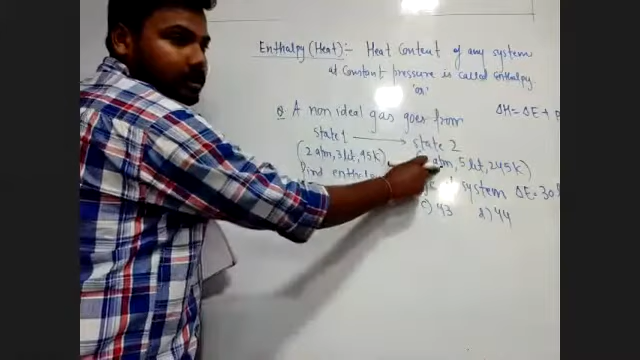 Enthalpy (Heat):- Heat Content of any system
at Constant pressure is called Enthalpy.
'or'
Q. A non ideal gas goes from ΔH = ΔE +
State 1 → State 2
(2 atm, 3 lit, 95K) atm, 5 lit, 245K)
find system ΔE = 30
c) 43 d) 44